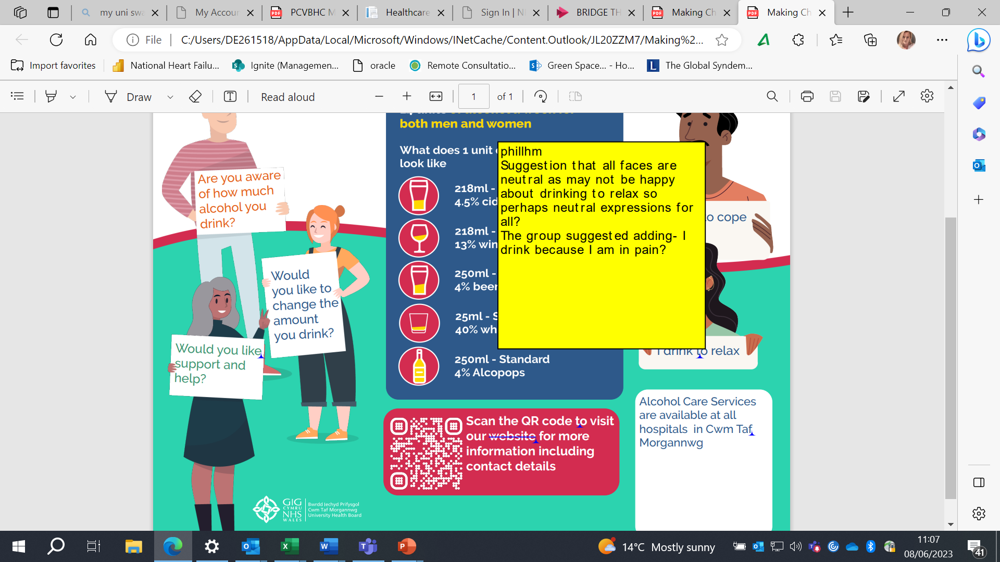 my uni swa
My Accoun
PCVBHC M
Healthcare
Sign In | N
BRIDGE TH
Making Ch
Making Ch
File
C:/Users/DE261518/AppData/Local/Microsoft/Windows/INetCache/Content.Outlook/JL20ZZM7/Making%2...
Import favorites
National Heart Failu...
Ignite (Managemen...
oracle
Remote Consultatio...
Green Space... - Ho...
The Global Syndem...
Draw
Read aloud
1
of 1
both men and women
What does 1 unit
look like
218ml -
4.5% cid
218ml -
13% win
250ml -
4% beer
25ml - S
40% wh
250ml - Standard
4% Alcopops
phillhm
Suggestion that all faces are
neutral as may not be happy
about drinking to relax so
perhaps neutral expressions for
all?
The group suggested adding- I
drink because I am in pain?
Are you aware
of how much
alcohol you
drink?
Would
you like to
change the
amount
you drink?
Would you like
support and
help?
to cope
I drink to relax
Alcohol Care Services
are available at all
hospitals in Cwm Taf
Morgannwg
Scan the QR code to visit
our website for more
information including
contact details
GIG
CYMRU
NHS
WALES
Bwrdd Iechyd Prifysgol
Cwm Taf Morgannwg
University Health Board
14°C Mostly sunny
11:07
08/06/2023
41